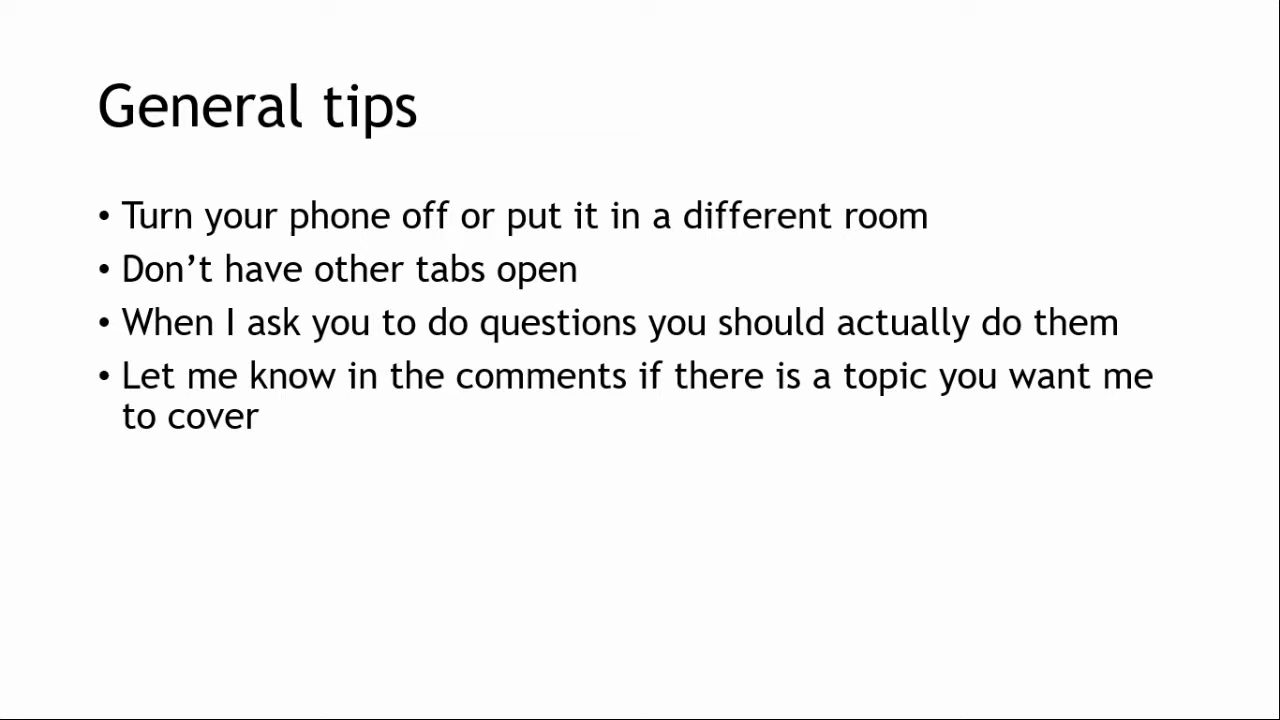 General tips
• Turn your phone off or put it in a different room
• Don’t have other tabs open
• When I ask you to do questions you should actually do them
• Let me know in the comments if there is a topic you want me
to cover